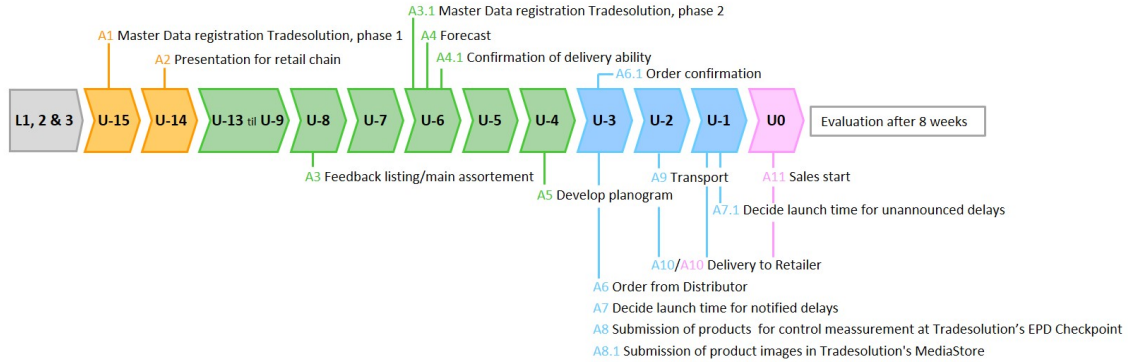 A3.1 Master Data registration Tradesolution, phase 2
A1 Master Data registration Tradesolution, phase 1
A4 Forecast
A2 Presentation for retail chain
A4.1 Confirmation of delivery ability
A6.1 Order confirmation
L1, 2 & 3
U-15
U-14
U-13 til U-9
U-8
U-7
U-6
U-5
U-4
U-3
U-2
U-1
U0
Evaluation after 8 weeks
A3 Feedback listing/main assortement
A9 Transport
A11 Sales start
A5 Develop planogram
A7.1 Decide launch time for unannounced delays
A10/A10 Delivery to Retailer
A6 Order from Distributor
A7 Decide launch time for notified delays
A8 Submission of products for control meassurement at Tradesolution's EPD Checkpoint
A8.1 Submission of product images in Tradesolution's MediaStore